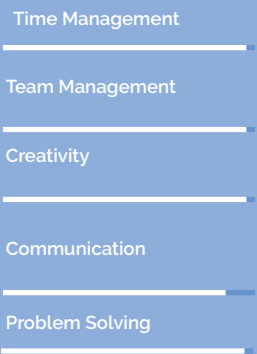 Time Management
Team Management
Creativity
Communication
Problem Solving